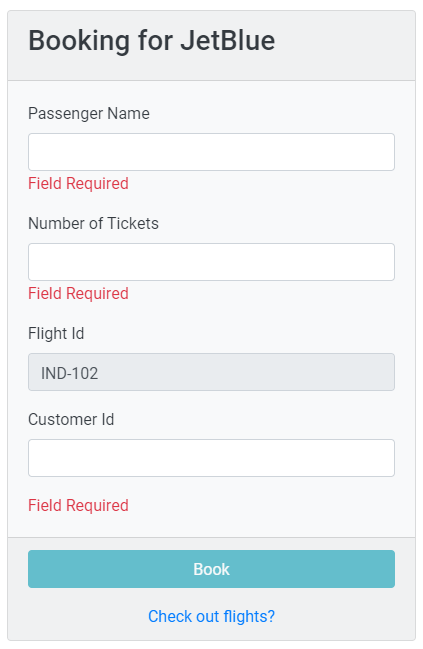 Booking for JetBlue
Passenger Name
Field Required
Number of Tickets
Field Required
Flight Id
IND-102
Customer Id
Field Required
Book
Check out flights?